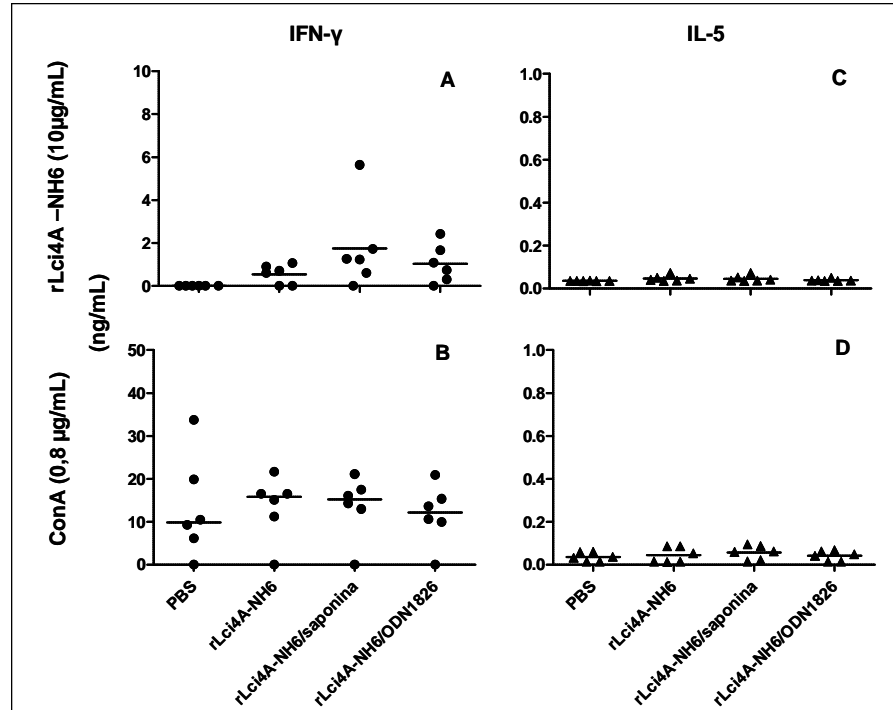 IFN-γ
IL-5
rLci4A –NH6 (10µg/mL)
10
8
6
4
2
0
A
1.0
0.8
0.6
0.4
0.2
0.0
C
(ng/mL)
ConA (0,8 µg/mL)
50
40
30
20
10
0
B
1.0
0.8
0.6
0.4
0.2
0.0
D
PBS
rLci4A-NH6
rLci4A-NH6/saponina
rLci4A-NH6/ODN1826
PBS
rLci4A-NH6
rLci4A-NH6/saponina
rLci4A-NH6/ODN1826